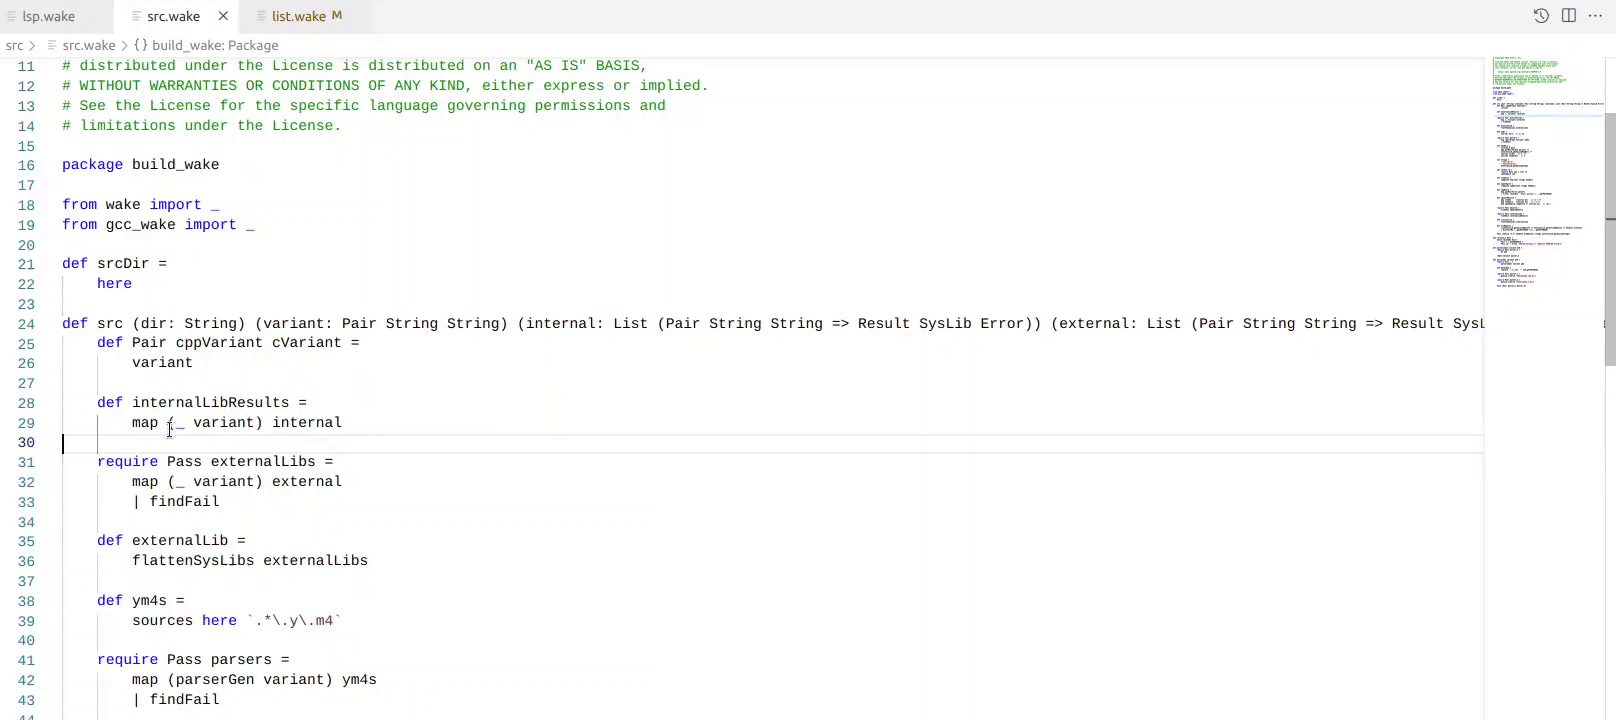 lsp.wake src.wake × list.wake M ···
src > src.wake > {} build_wake: Package
11 # distributed under the License is distributed on an "AS IS" BASIS,
12 # WITHOUT WARRANTIES OR CONDITIONS OF ANY KIND, either express or implied.
13 # See the License for the specific language governing permissions and
14 # limitations under the License.
15
16 package build_wake
17
18 from wake import _
19 from gcc_wake import _
20
21 def srcDir =
22     here
23
24 def src (dir: String) (variant: Pair String String) (internal: List (Pair String String => Result SysLib Error)) (external: List (Pair String String => Result SysL
25     def Pair cppVariant cVariant =
26         variant
27
28     def internalLibResults =
29         map (_ variant) internal
30
31     require Pass externalLibs =
32         map (_ variant) external
33         | findFail
34
35     def externalLib =
36         flattenSysLibs externalLibs
37
38     def ym4s =
39         sources here `.*\.y\.m4`
40
41     require Pass parsers =
42         map (parserGen variant) ym4s
43         | findFail